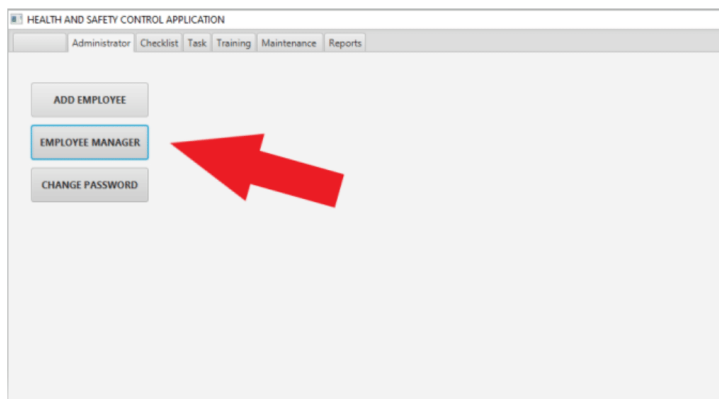 HEALTH AND SAFETY CONTROL APPLICATION
Administrator Checklist Task Training Maintenance Reports
ADD EMPLOYEE
EMPLOYEE MANAGER
CHANGE PASSWORD